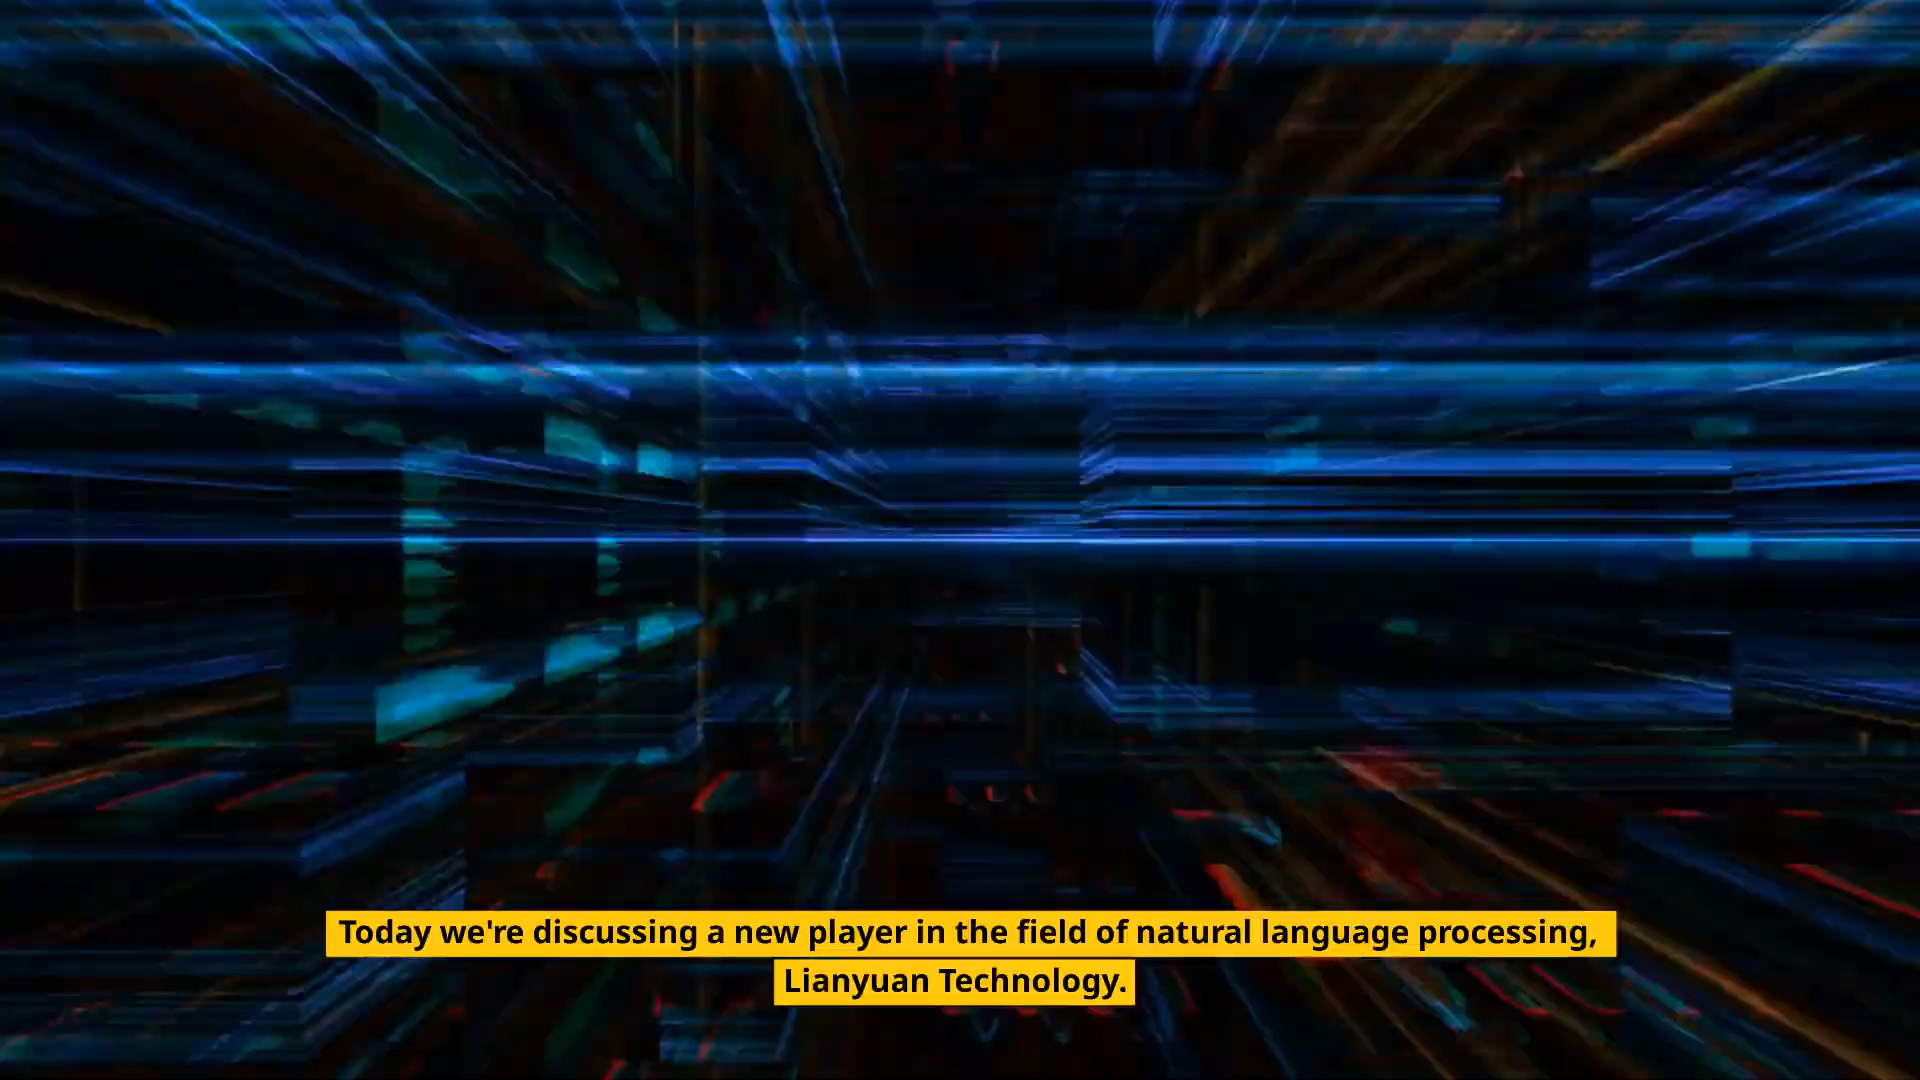 Today we're discussing a new player in the field of natural language processing,
Lianyuan Technology.